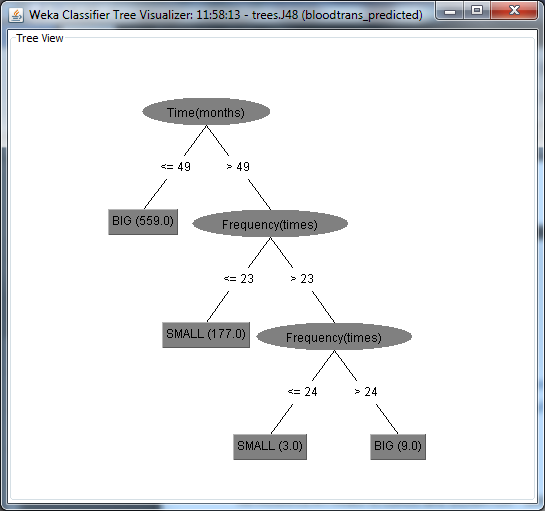 Weka Classifier Tree Visualizer: 11:58:13 - trees.J48 (bloodtrans_predicted)
Tree View
Time(months)
<= 49 > 49
BIG (559.0) Frequency(times)
<= 23 > 23
SMALL (177.0) Frequency(times)
<= 24 > 24
SMALL (3.0) BIG (9.0)